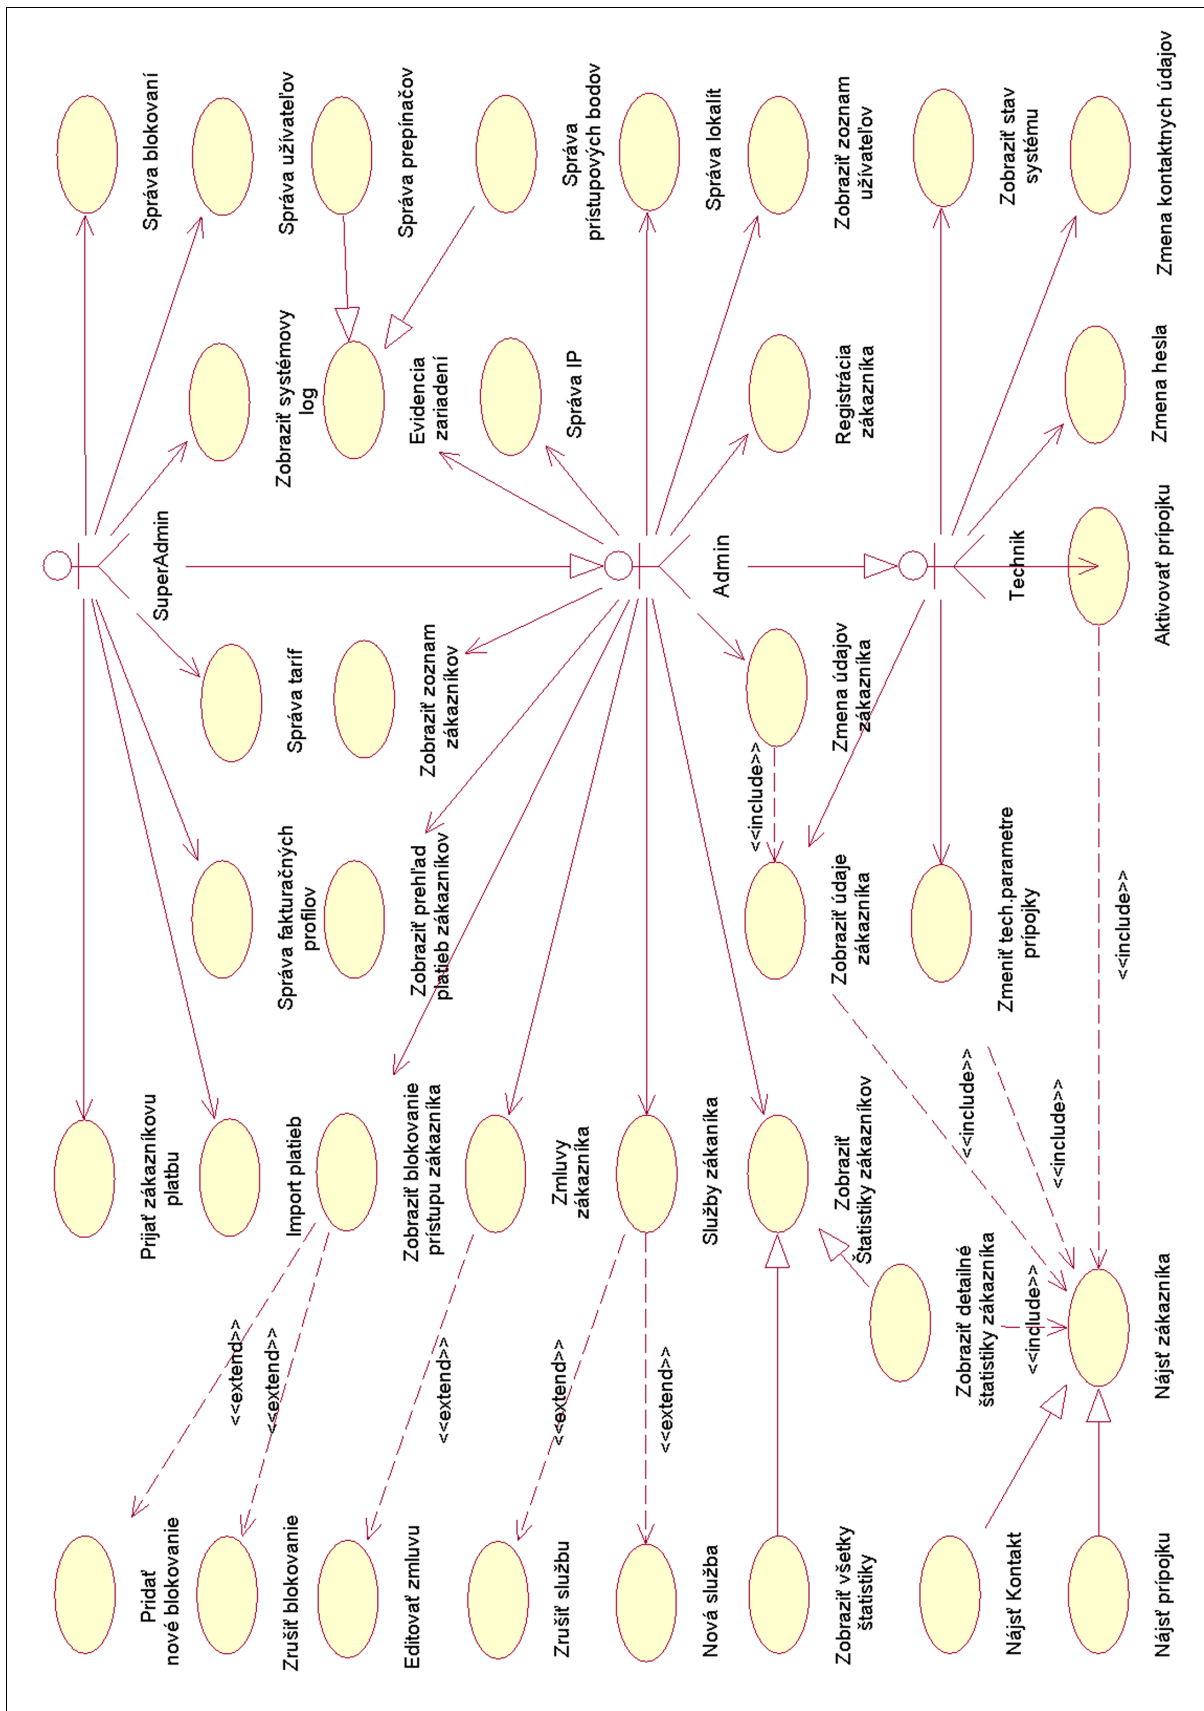 Pridať
nové blokovanie
Prijať zákazníkovu
platbu
SuperAdmin
Správa blokovaní
<<extend>>
<<extend>>
Zrušiť blokovanie
Import platieb
Správa fakturačných
profilov
Správa taríf
Zobraziť systémovy
log
Správa užívateľov
Editovať zmluvu
Zobraziť blokovanie
prístupu zákazníka
Zobraziť prehľad
platieb zákazníkov
Zobraziť zoznam
zákazníkov
Evidencia
zariadení
Správa prepínačov
<<extend>>
Zrušiť službu
<<extend>>
Zmluvy
zákazníka
Správa IP
Správa
prístupových bodov
<<extend>>
Nová služba
Služby zákaníka
Admin
Správa lokalít
<<include>>
Zobraziť všetky
štatistiky
Zobraziť
Štatistiky zákazníkov
Zobraziť údaje
zákazníka
Zmena údajov
zákazníka
Registrácia
zákazníka
Zobraziť zoznam
užívateľov
Zobraziť detailné
štatistiky zákazníka
<<include>>
Nájsť Kontakt
Zmeniť tech.parametre
prípojky
Technik
Zobraziť stav
systému
<<include>>
<<include>>
<<include>>
Nájsť prípojku
Nájsť zákazníka
Aktivovať prípojku
Zmena hesla
Zmena kontaktnych údajov